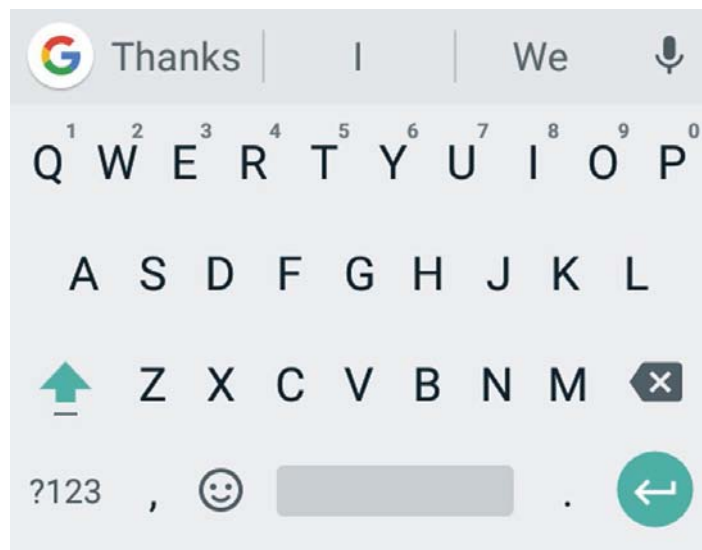 G Thanks I We
1 2 3 4 5 6 7 8 9 0
Q W E R T Y U I O P
A S D F G H J K L
Z X C V B N M
?123 , .